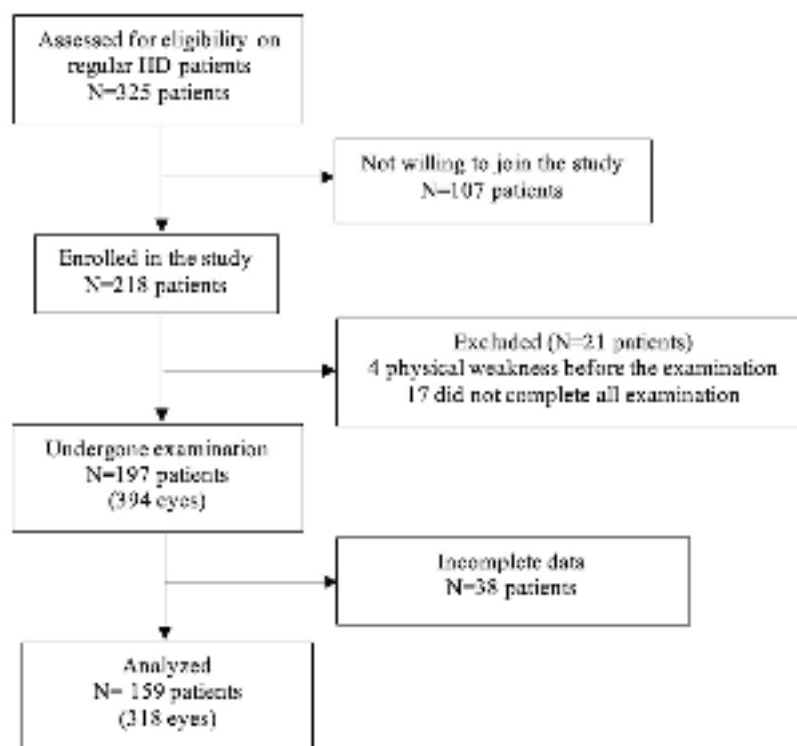 Assessed for eligibility on
regular HD patients
N=325 patients
Not willing to join the study
N=107 patients
Enrolled in the study
N=218 patients
Excluded (N=21 patients)
4 physical weakness before the examination
17 did not complete all examination
Undergone examination
N=197 patients
(394 eyes)
Incomplete data
N=38 patients
Analyzed
N= 159 patients
(318 eyes)